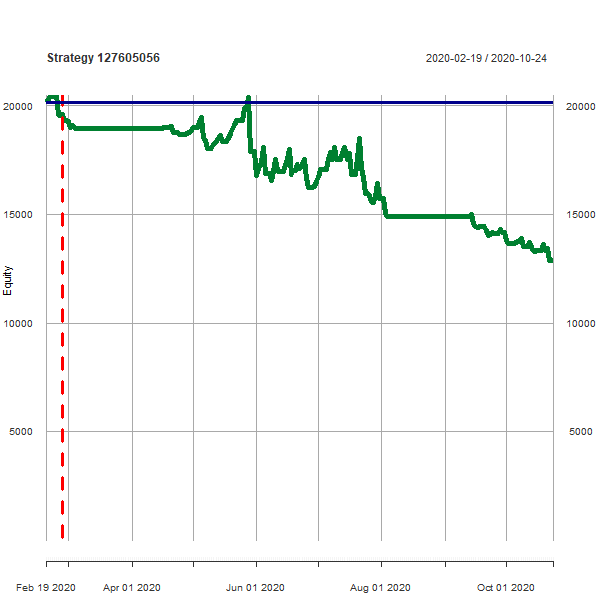 Strategy 127605056
2020-02-19 / 2020-10-24
20000
20000
15000
15000
Equity
10000
10000
5000
5000
Feb 19 2020
Apr 01 2020
Jun 01 2020
Aug 01 2020
Oct 01 2020